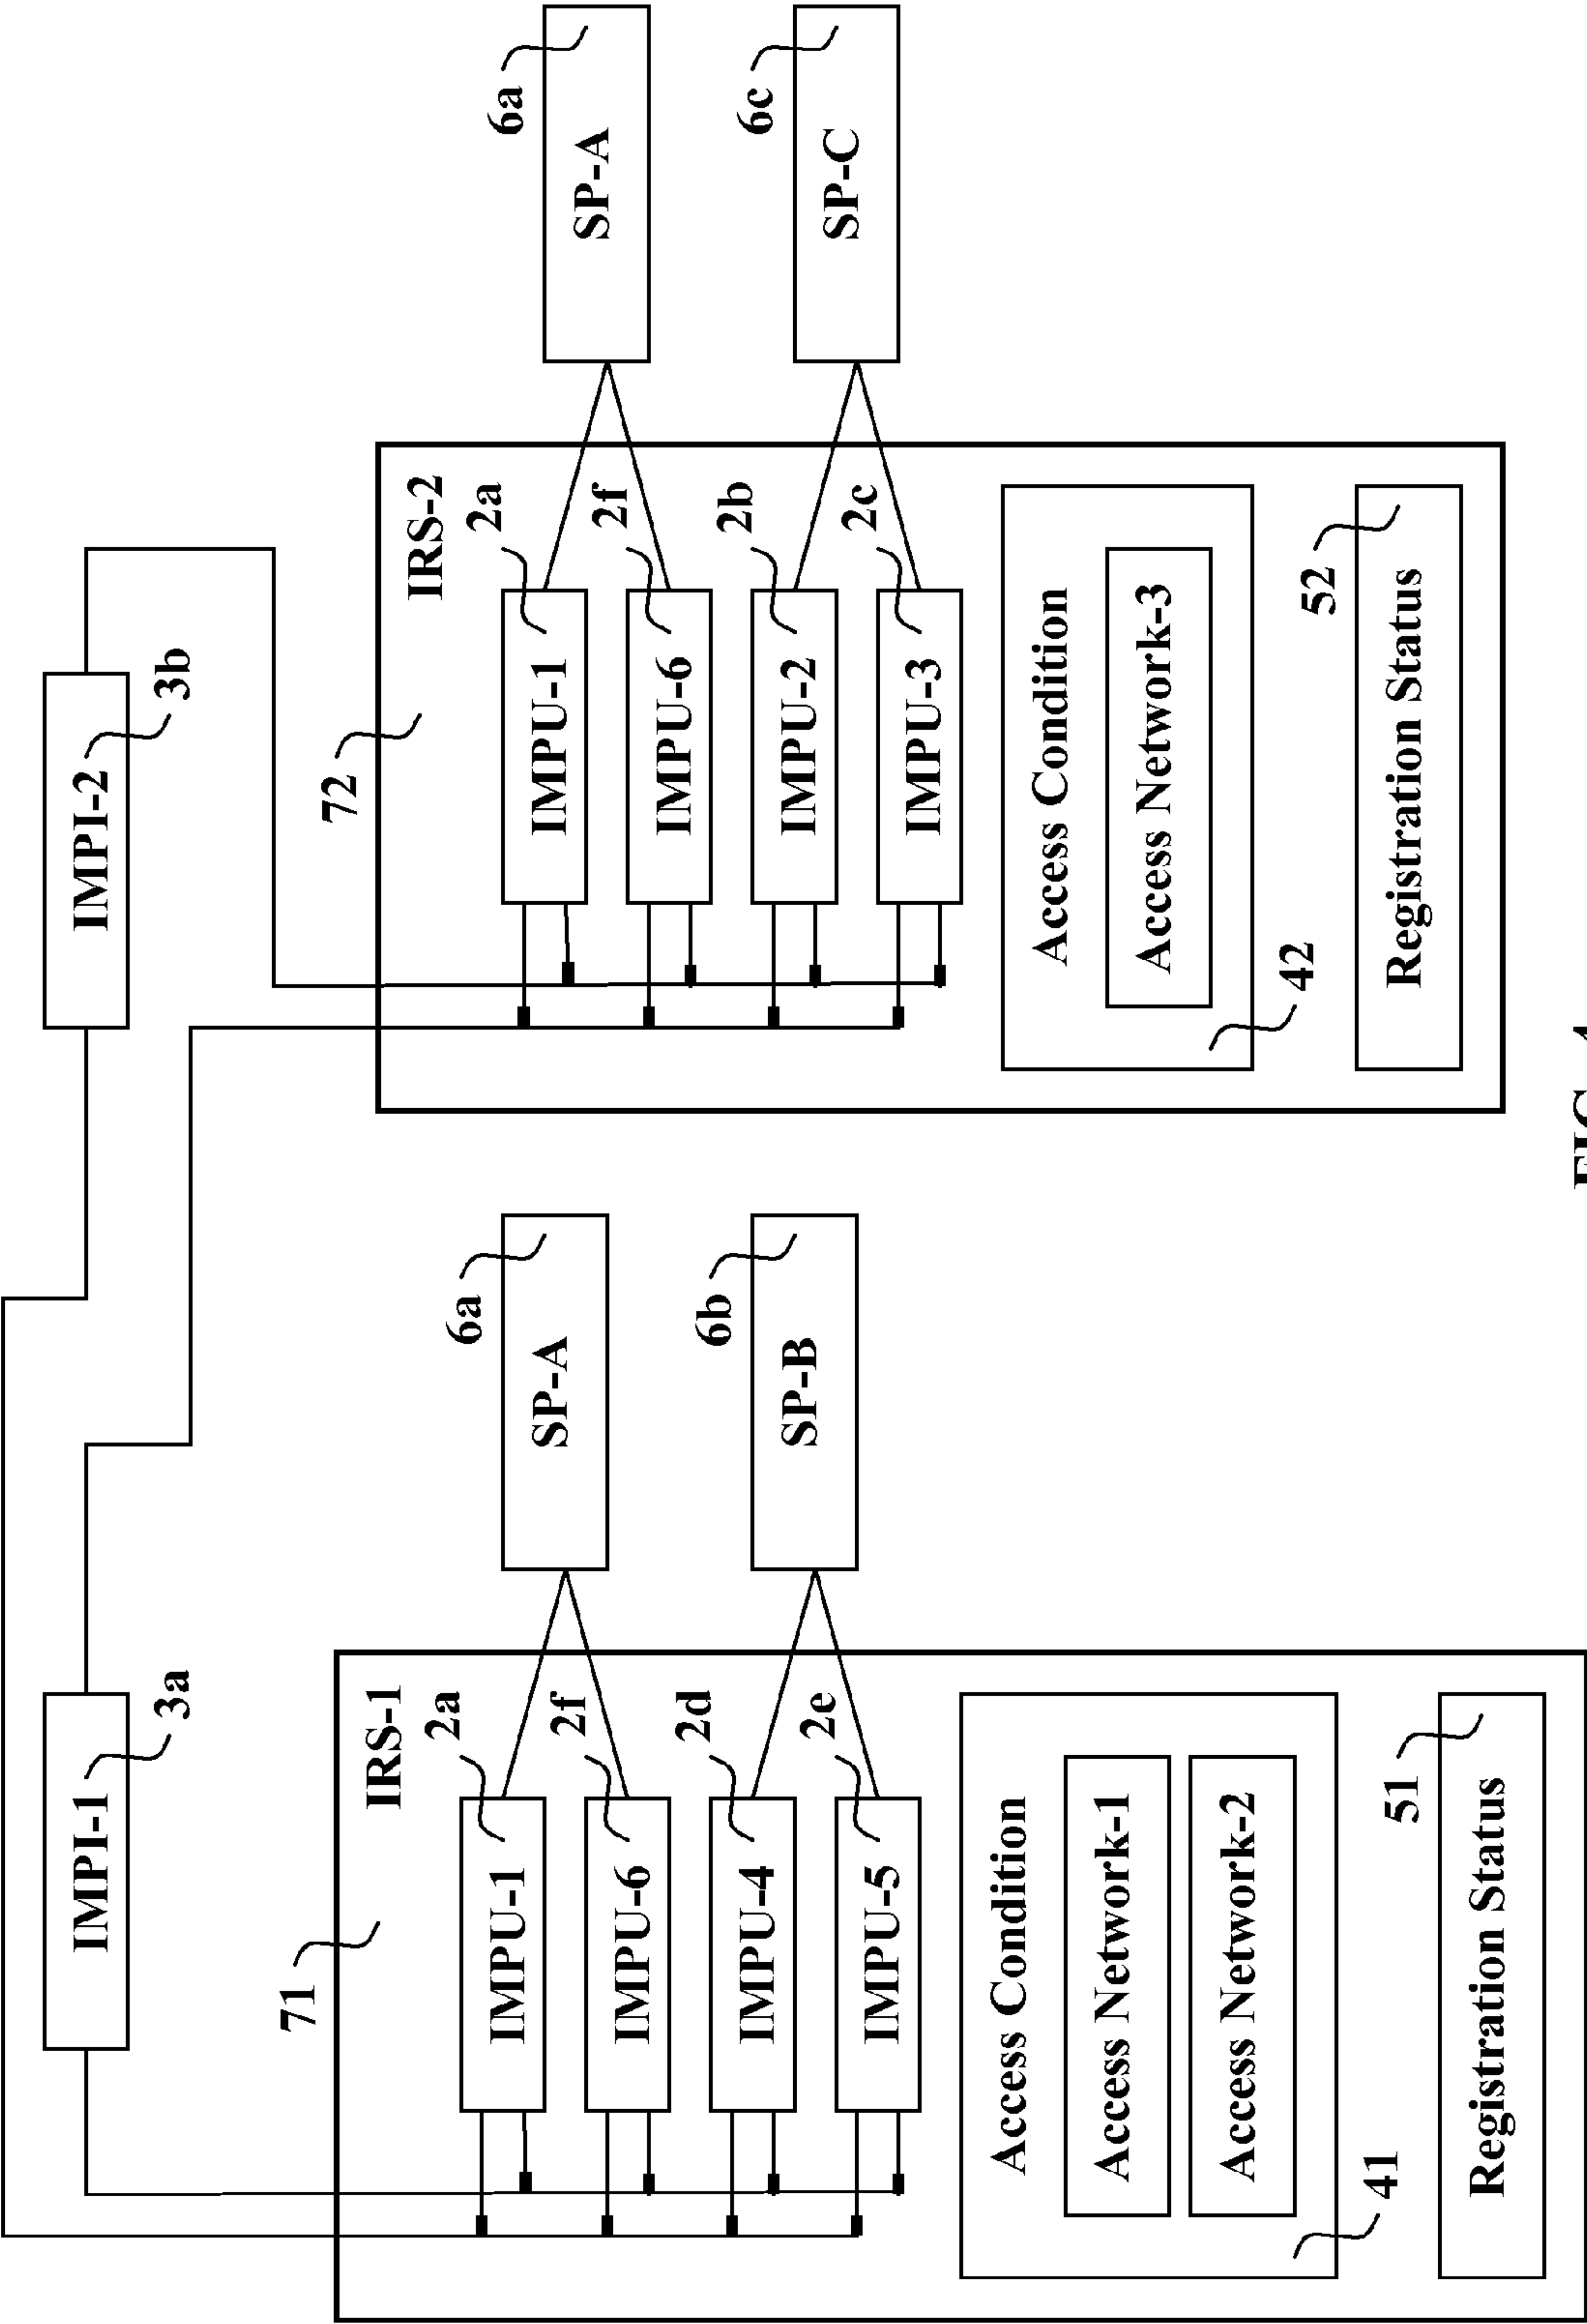 IMPI-1
3a
IMPI-2
3b
71
IRS-1
IMPU-1
2a
IMPU-6
2f
IMPU-4
2d
IMPU-5
2e
SP-A
6a
SP-B
6b
Access Condition
Access Network-1
Access Network-2
41
51
Registration Status
72
IRS-2
IMPU-1
2a
IMPU-6
2f
IMPU-2
2b
IMPU-3
2c
SP-A
6a
SP-C
6c
Access Condition
Access Network-3
42
52
Registration Status
FIG.